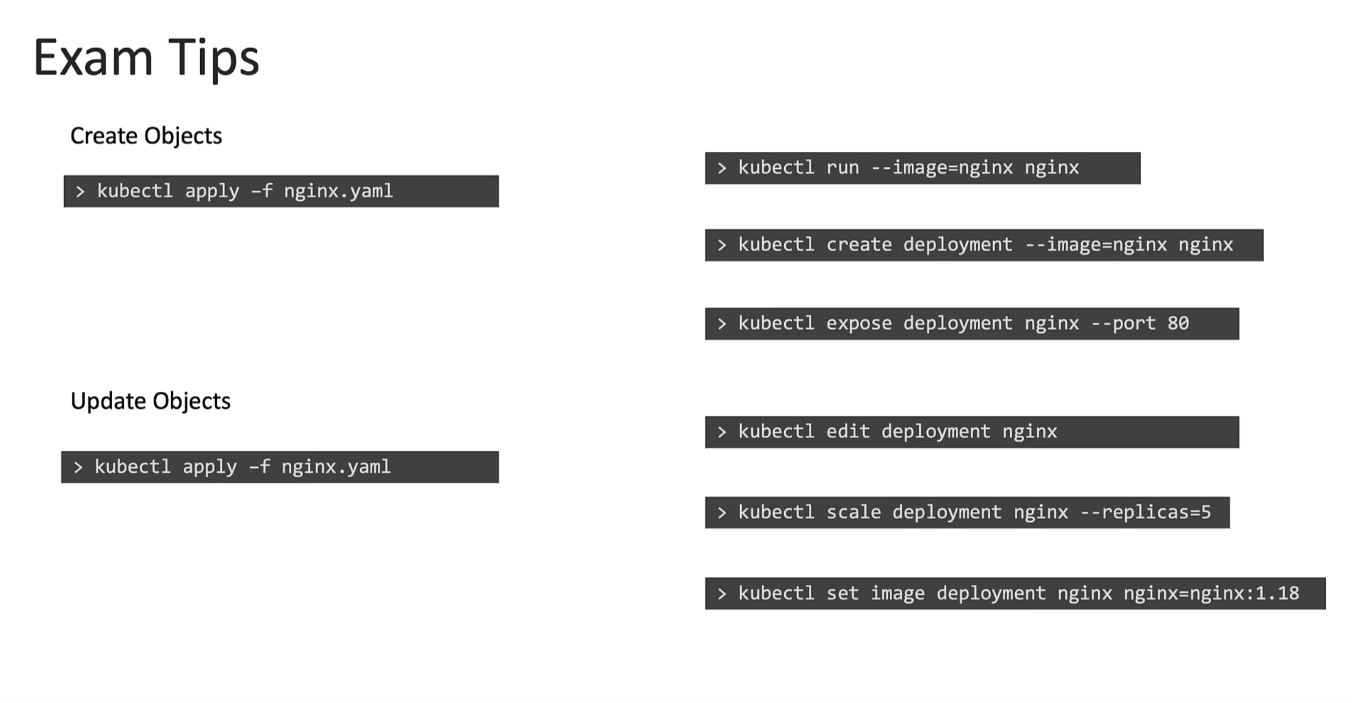 Exam Tips
Create Objects
> kubectl apply –f nginx.yaml
> kubectl run --image=nginx nginx
> kubectl create deployment --image=nginx nginx
> kubectl expose deployment nginx --port 80
Update Objects
> kubectl apply –f nginx.yaml
> kubectl edit deployment nginx
> kubectl scale deployment nginx --replicas=5
> kubectl set image deployment nginx nginx=nginx:1.18